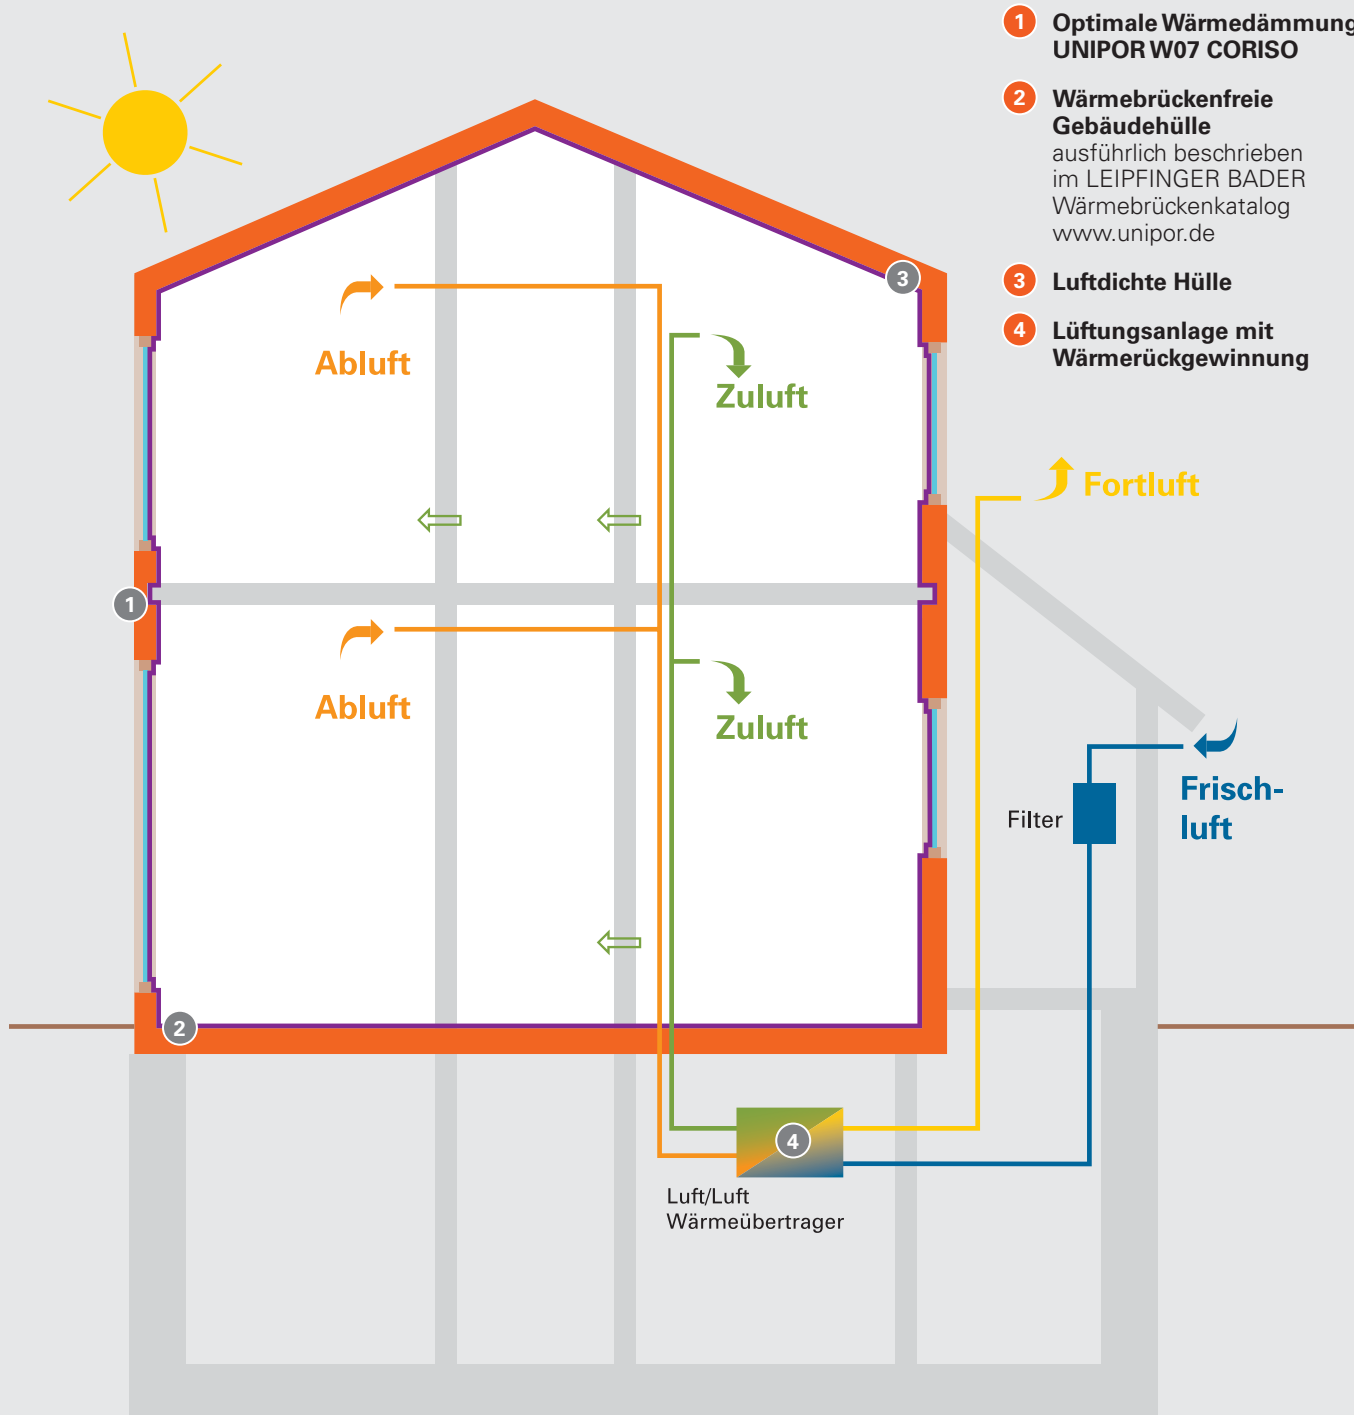 1 Optimale Wärmedämmung
UNIPOR W07 CORISO
2 Wärmebrückenfreie
Gebäudehülle
ausführlich beschrieben
im LEIPFINGER BADER
Wärmebrückenkatalog
www.unipor.de
3 Luftdichte Hülle
4 Lüftungsanlage mit
Wärmerückgewinnung
3
Abluft
Zuluft
Fortluft
1
Abluft
Zuluft
Frisch-
luft
Filter
2
4
Luft/Luft
Wärmeübertrager